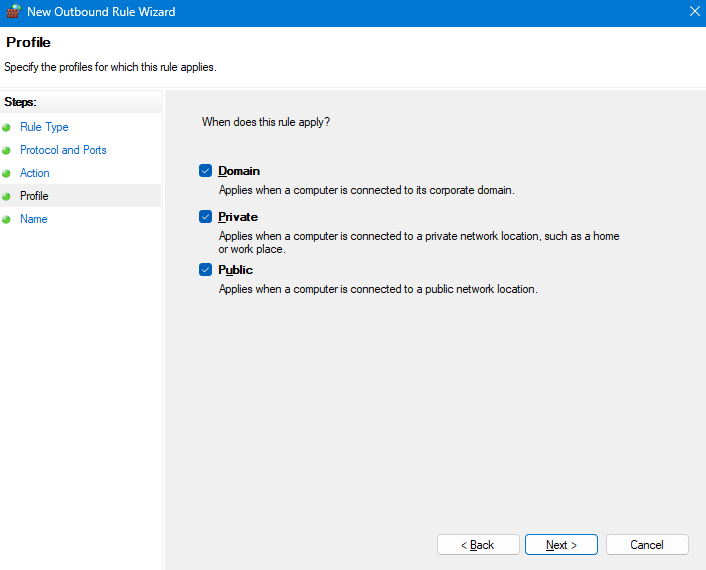 New Outbound Rule Wizard
Profile
Specify the profiles for which this rule applies.
Steps:
Rule Type
Protocol and Ports
Action
Profile
Name
When does this rule apply?
Domain
Applies when a computer is connected to its corporate domain.
Private
Applies when a computer is connected to a private network location, such as a home
or work place.
Public
Applies when a computer is connected to a public network location.
< Back
Next >
Cancel